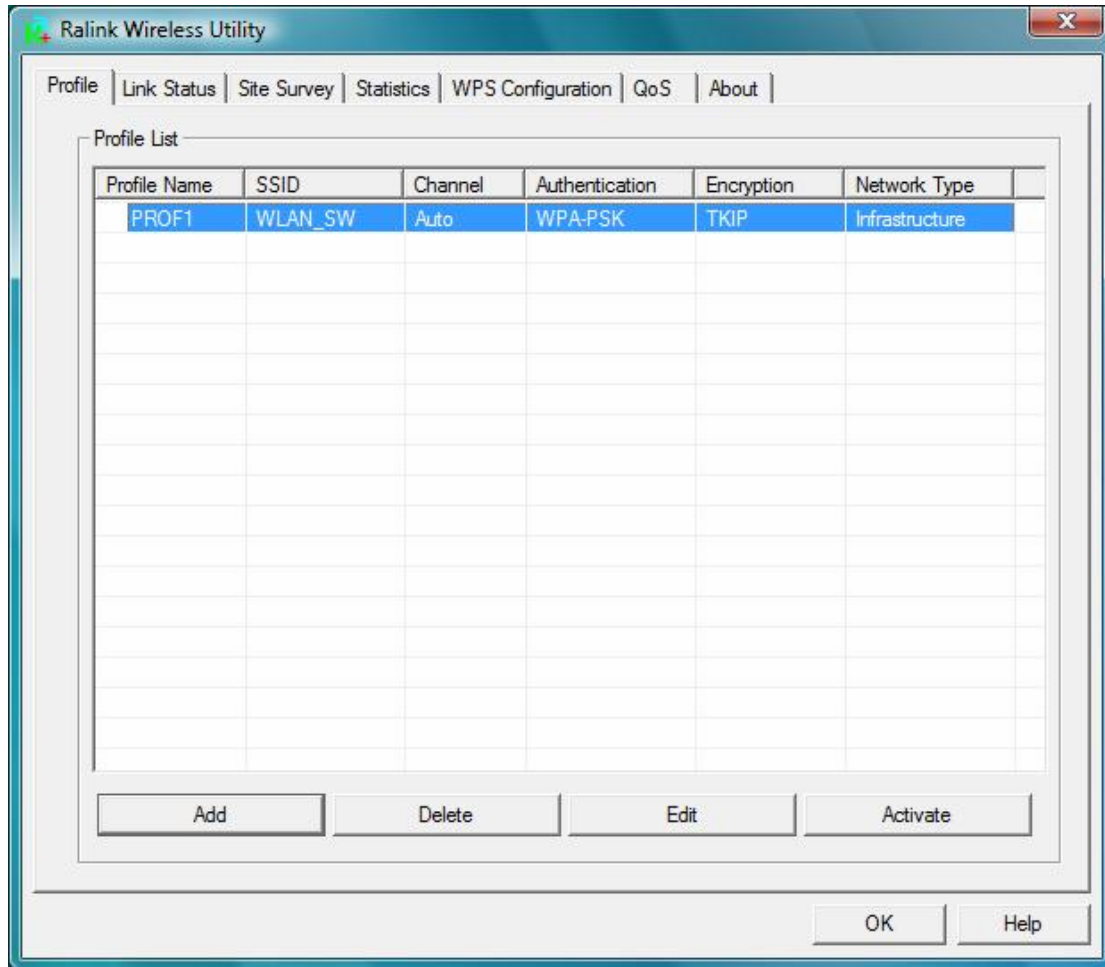 Ralink Wireless Utility
Profile Link Status Site Survey Statistics WPS Configuration QoS About
Profile List
Profile Name SSID Channel Authentication Encryption Network Type
PROF1 WLAN_SW Auto WPA-PSK TKIP Infrastructure
Add Delete Edit Activate
OK Help